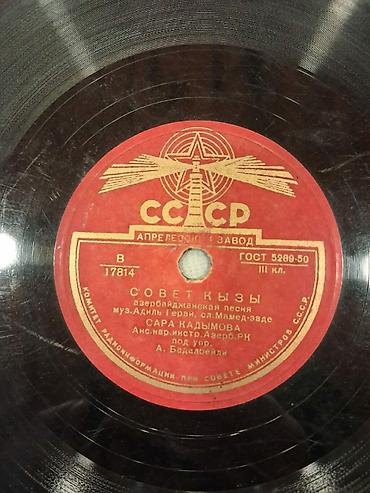 СССР
АПРЕЛЕВСКИЙ ЗАВОД
В
17814
ГОСТ 5289-50
III кл.
СОВЕТ КЫЗЫ
азербайджанская песня
муз. Адиль Герай, сл. Мамед-заде
САРА КАДЫМОВА
Анс. нар. инстр. Азерб. РК
под упр.
А. Бадалбейли
КОМИТЕТ РАДИОИНФОРМАЦИИ ПРИ СОВЕТЕ МИНИСТРОВ СССР.